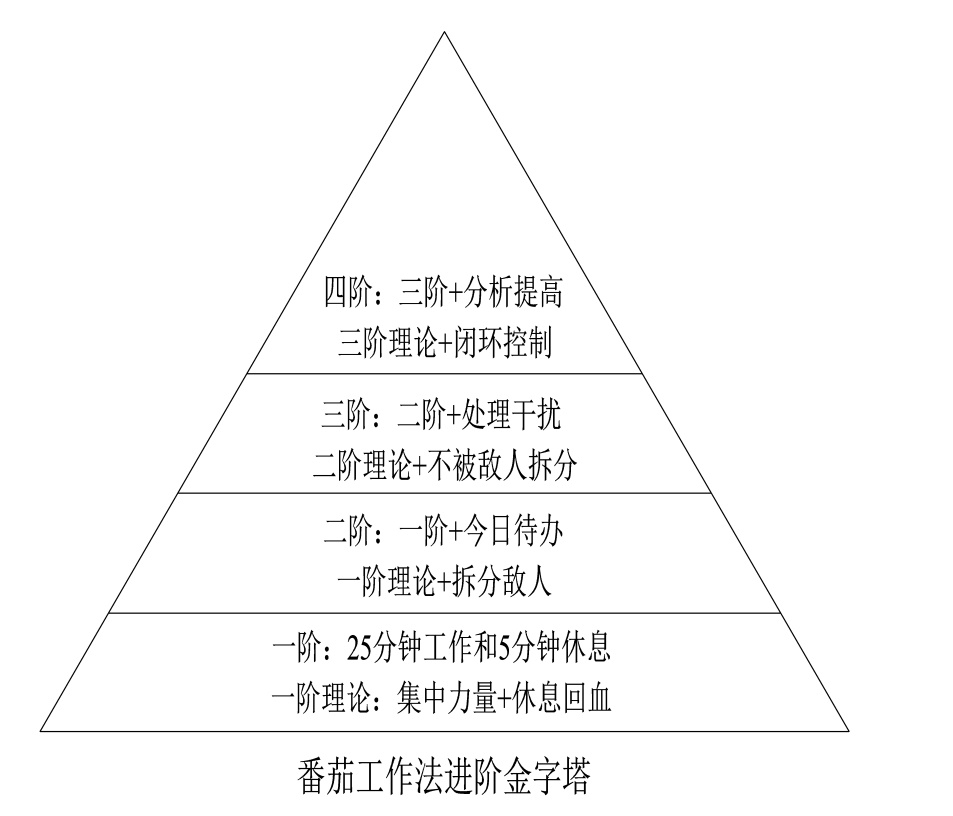 四阶：三阶+分析提高
三阶理论+闭环控制
三阶：二阶+处理干扰
二阶理论+不被敌人拆分
二阶：一阶+今日待办
一阶理论+拆分敌人
一阶：25分钟工作和5分钟休息
一阶理论：集中力量+休息回血
番茄工作法进阶金字塔